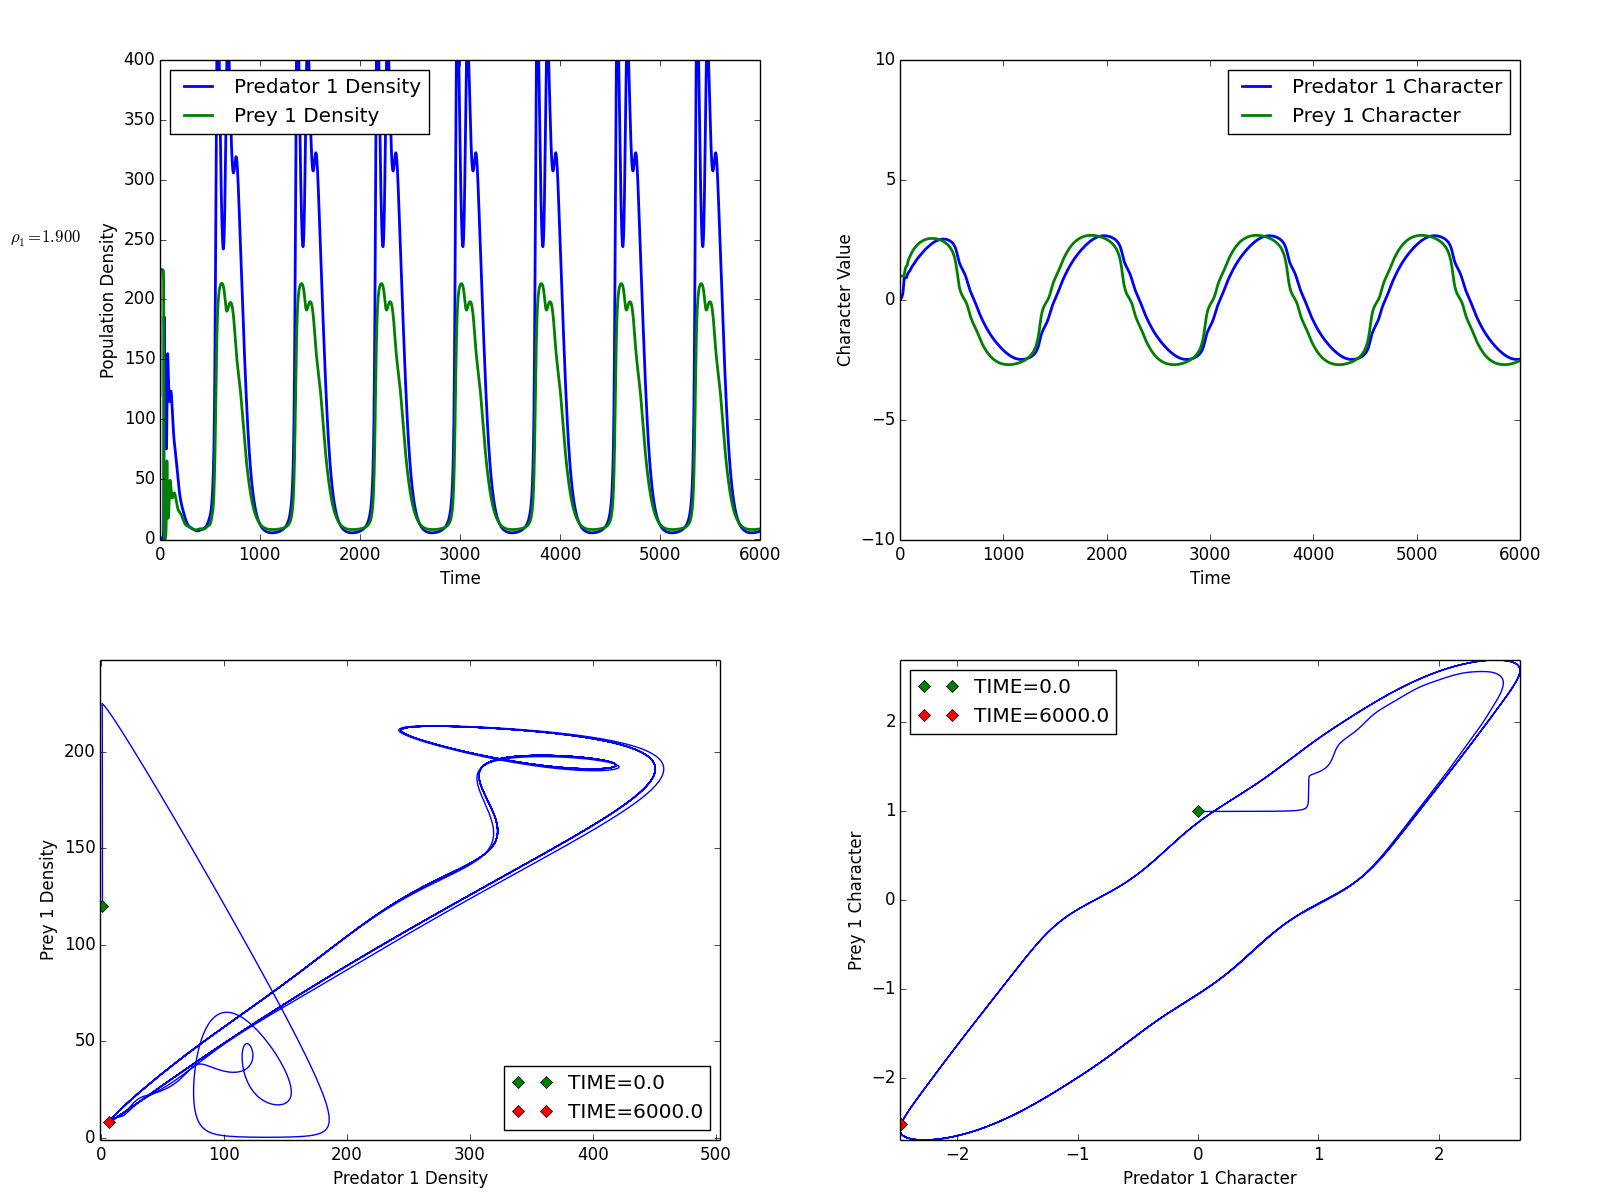 400
350
300
250
200
150
100
50
0
Population Density
ρ1=1.900
Predator 1 Density
Prey 1 Density
0 1000 2000 3000 4000 5000 6000
Time
10
5
0
−5
−10
Character Value
Predator 1 Character
Prey 1 Character
0 1000 2000 3000 4000 5000 6000
Time
200
150
100
50
0
Prey 1 Density
TIME=0.0
TIME=6000.0
0 100 200 300 400 500
Predator 1 Density
2
1
0
−1
−2
Prey 1 Character
TIME=0.0
TIME=6000.0
−2 −1 0 1 2
Predator 1 Character